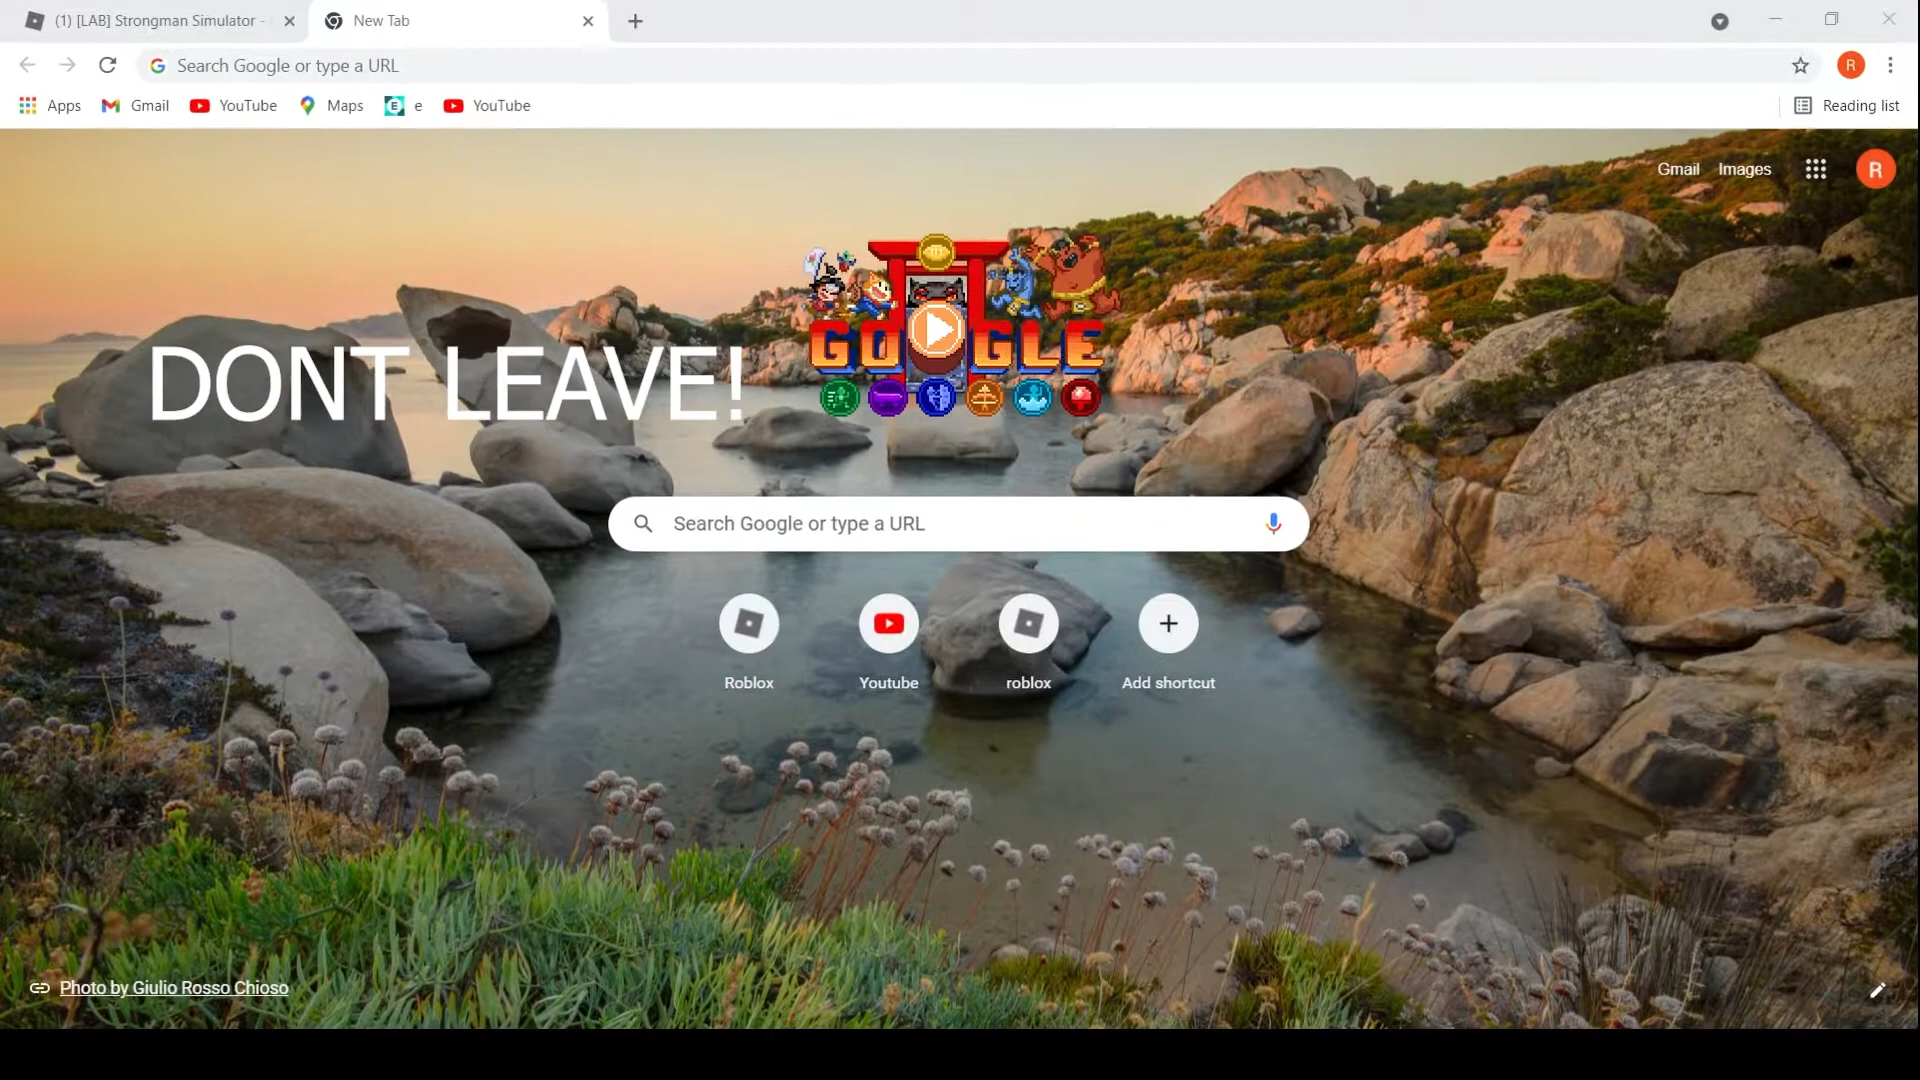 (1) [LAB] Strongman Simulator -
New Tab
Search Google or type a URL
R
Apps
Gmail
YouTube
Maps
E
e
YouTube
Reading list
Gmail
Images
R
DONT LEAVE!
GOOGLE
Search Google or type a URL
Roblox
Youtube
roblox
Add shortcut
Photo by Giulio Rosso Chioso